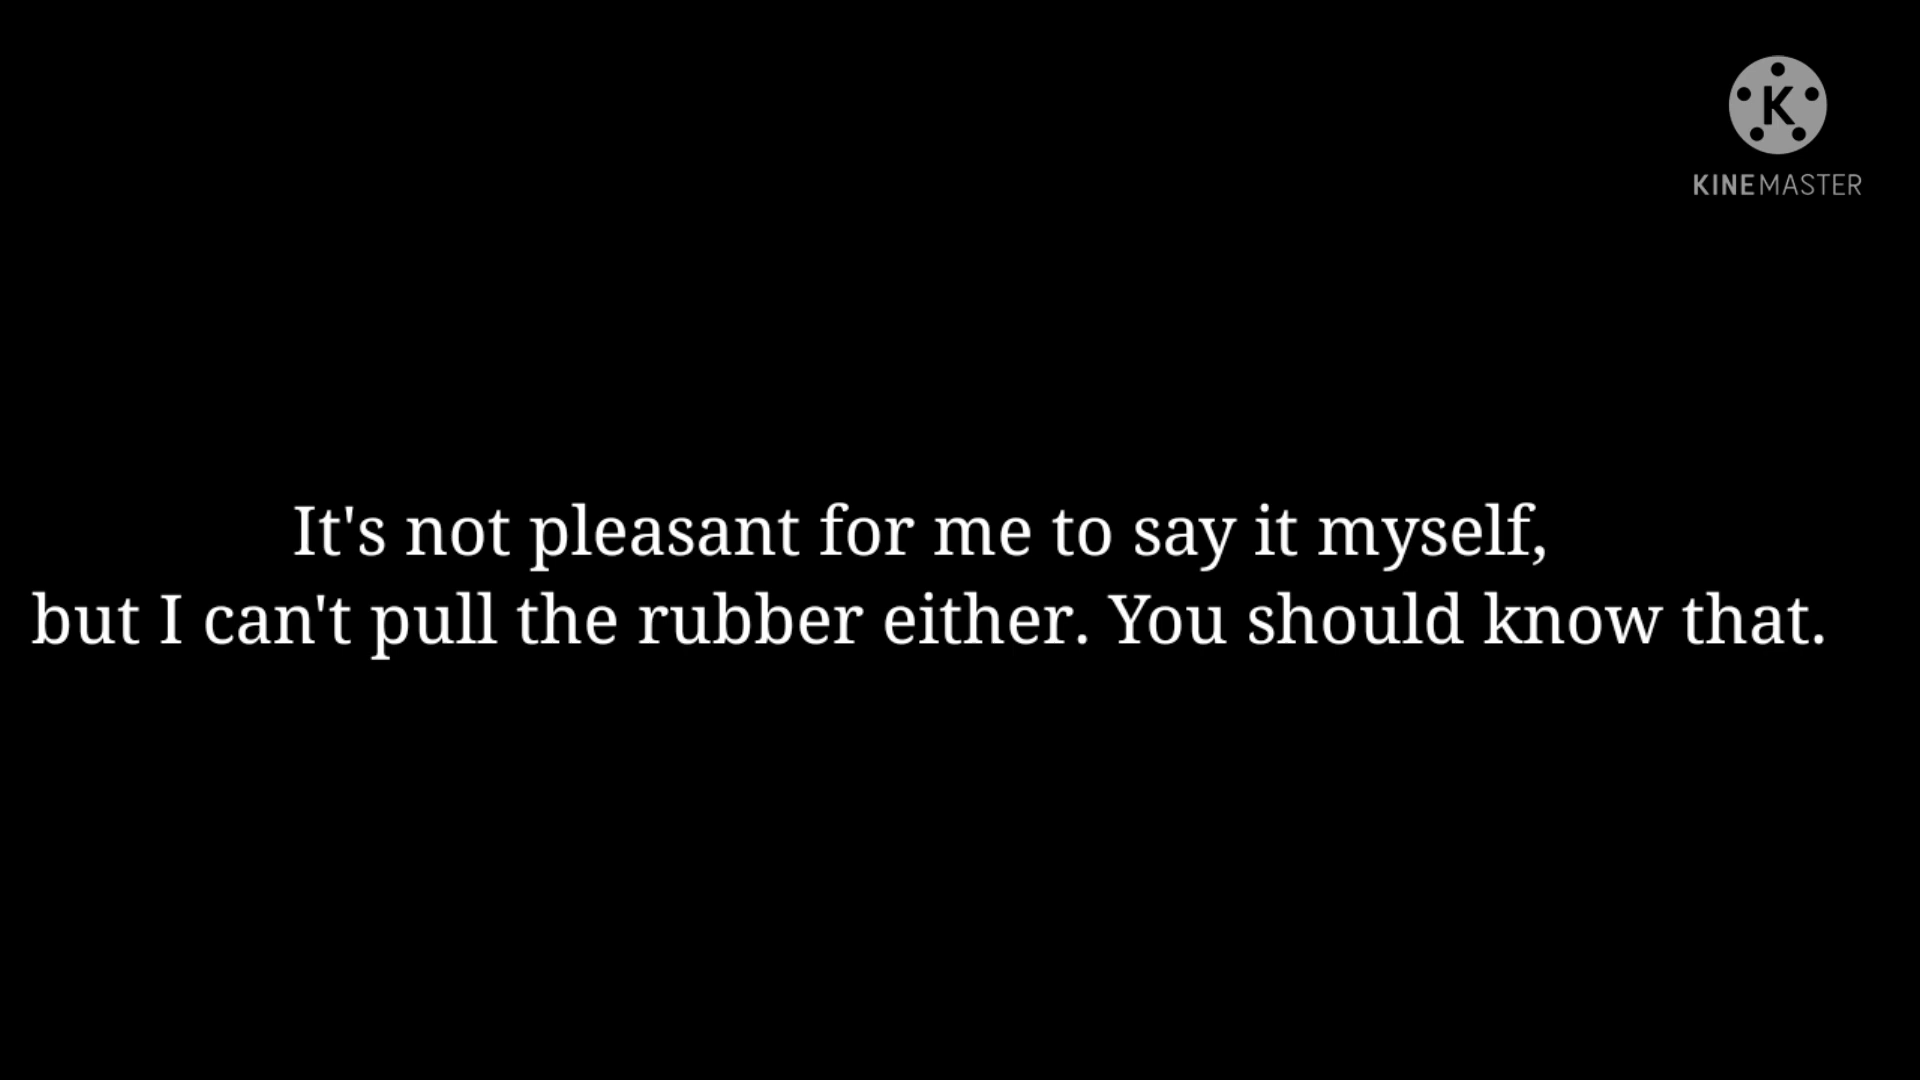 K
KINEMASTER
It's not pleasant for me to say it myself,
but I can't pull the rubber either. You should know that.